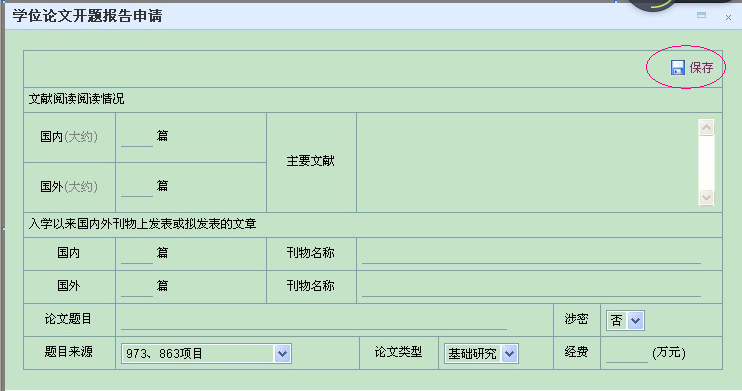 学位论文开题报告申请
保存
文献阅读阅读情况
国内(大约) 篇 主要文献
国外(大约) 篇
入学以来国内外刊物上发表或拟发表的文章
国内 篇 刊物名称
国外 篇 刊物名称
论文题目 涉密 否
题目来源 973、863项目 论文类型 基础研究 经费 (万元)